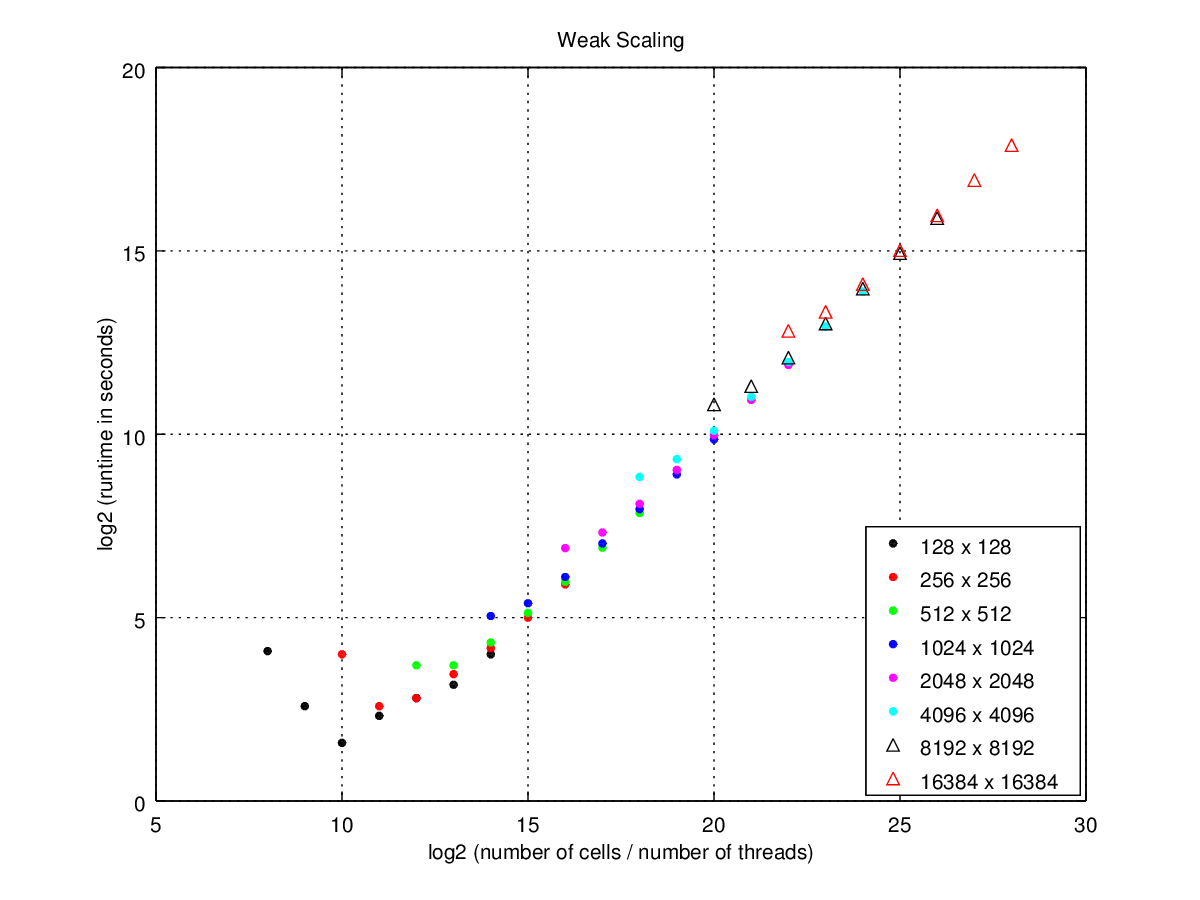 Weak Scaling
20
15
10
5
0
log2 (runtime in seconds)
128 x 128
256 x 256
512 x 512
1024 x 1024
2048 x 2048
4096 x 4096
8192 x 8192
16384 x 16384
5 10 15 20 25 30
log2 (number of cells / number of threads)